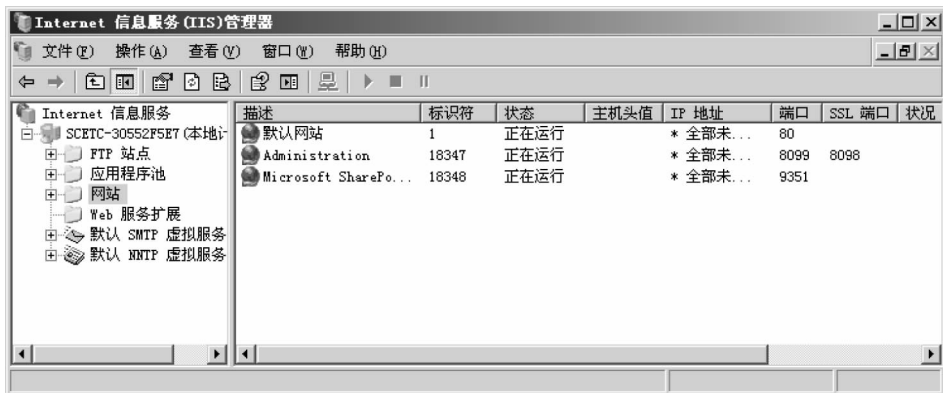 Internet 信息服务(IIS)管理器
文件(F) 操作(A) 查看(V) 窗口(W) 帮助(H)
Internet 信息服务
SCETC-30552F5E7(本地计
FTP 站点
应用程序池
网站
Web 服务扩展
默认 SMTP 虚拟服务
默认 NNTP 虚拟服务
描述 标识符 状态 主机头值 IP 地址 端口 SSL 端口 状况
默认网站 1 正在运行 * 全部未... 80
Administration 18347 正在运行 * 全部未... 8099 8098
Microsoft SharePo... 18348 正在运行 * 全部未... 9351